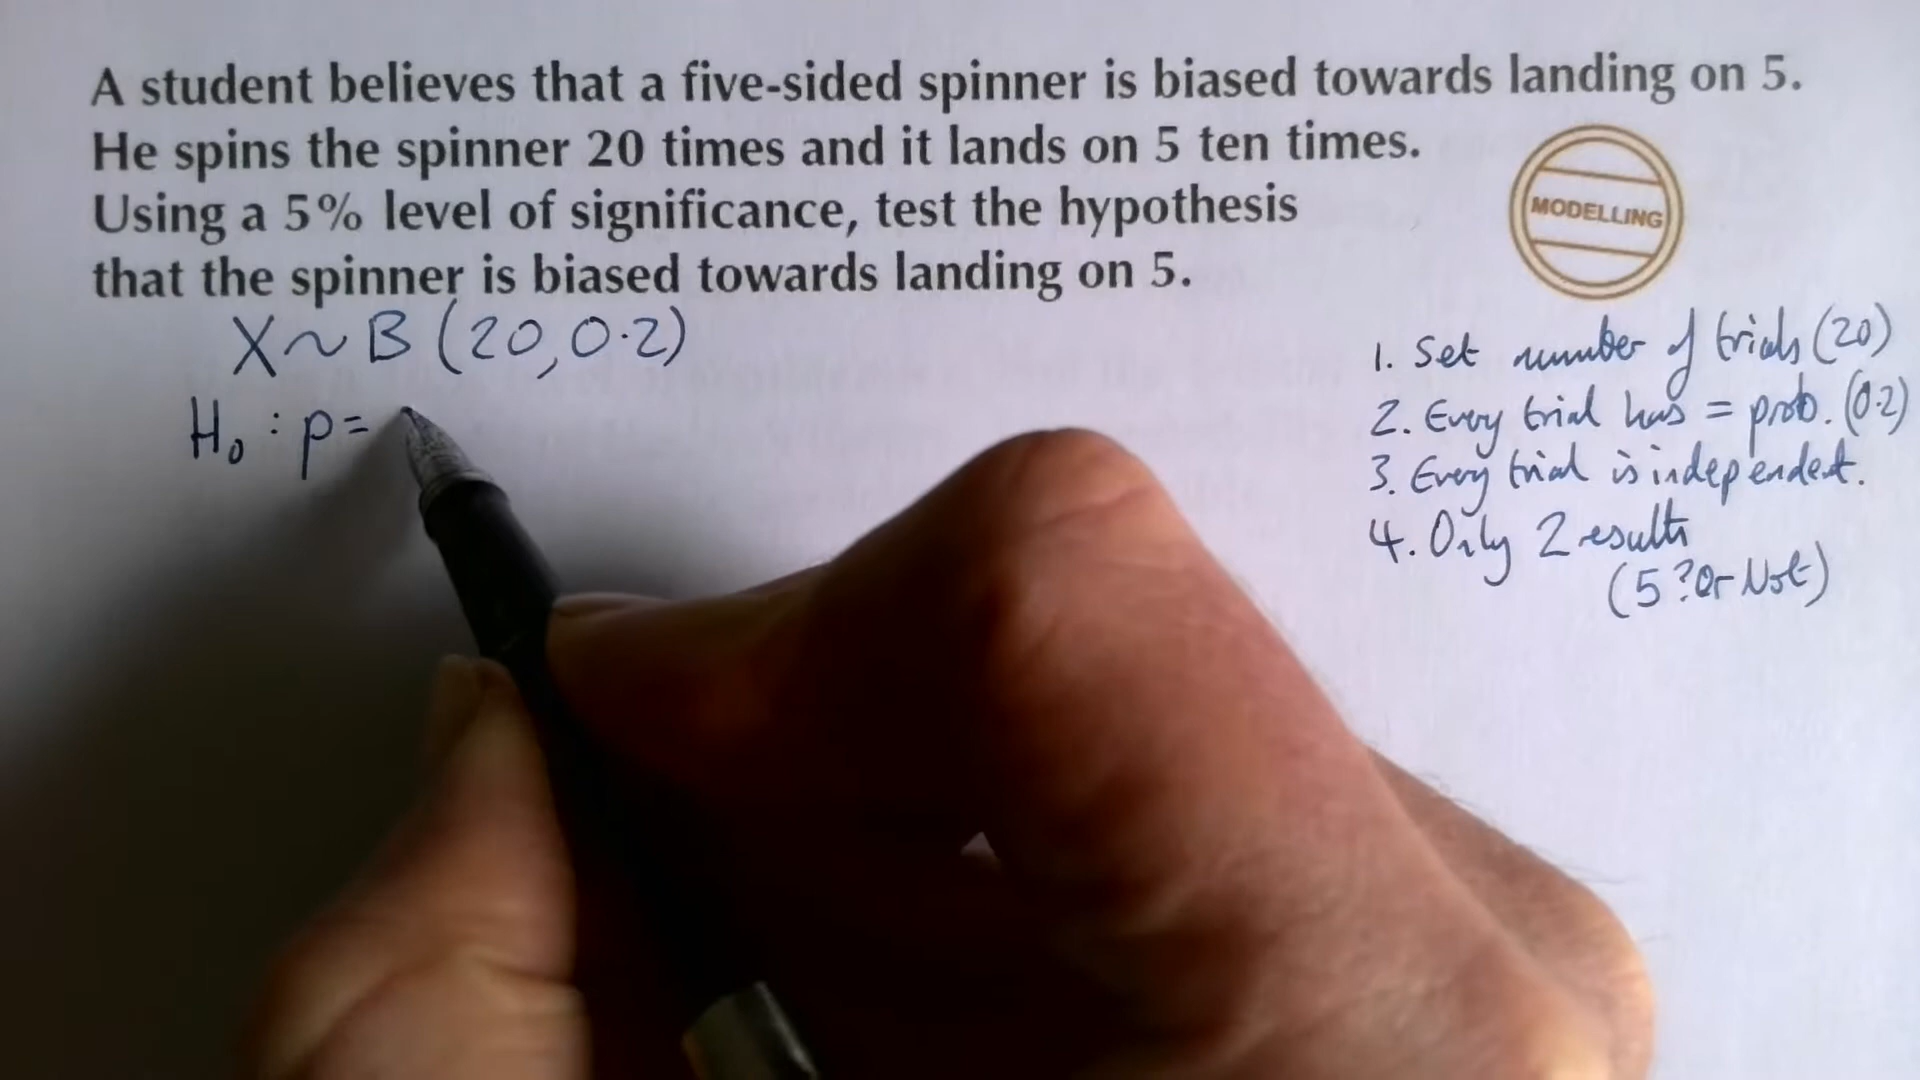 A student believes that a five-sided spinner is biased towards landing on 5.
He spins the spinner 20 times and it lands on 5 ten times.
Using a 5% level of significance, test the hypothesis
that the spinner is biased towards landing on 5.
MODELLING
X~B(20,0.2)
H₀: p=
1. Set number of trials (20)
2. Every trial has = prob. (0.2)
3. Every trial is independent.
4. Only 2 results
(5? Or Not)